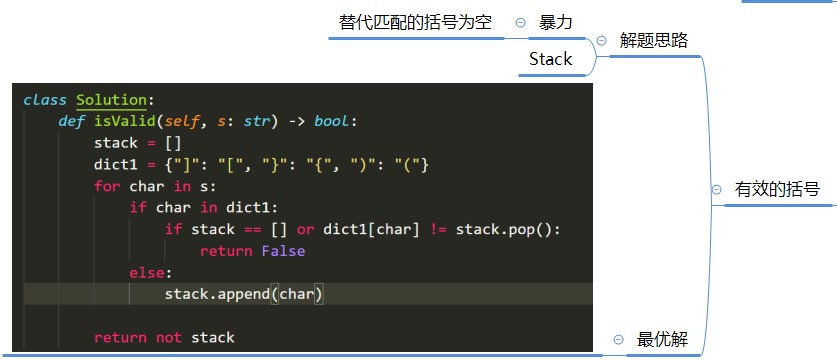 替代匹配的括号为空
暴力
Stack
解题思路
class Solution:
    def isValid(self, s: str) -> bool:
        stack = []
        dict1 = {"]": "[", "}": "{", ")": "("}
        for char in s:
            if char in dict1:
                if stack == [] or dict1[char] != stack.pop():
                    return False
            else:
                stack.append(char)
        return not stack
有效的括号
最优解